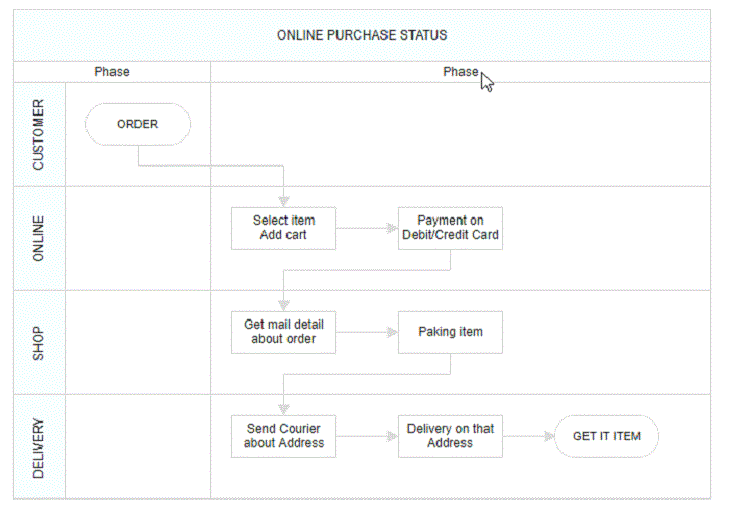 ONLINE PURCHASE STATUS
Phase
Phase
CUSTOMER
ORDER
ONLINE
Select item
Add cart
Payment on
Debit/Credit Card
SHOP
Get mail detail
about order
Paking item
DELIVERY
Send Courier
about Address
Delivery on that
Address
GET IT ITEM